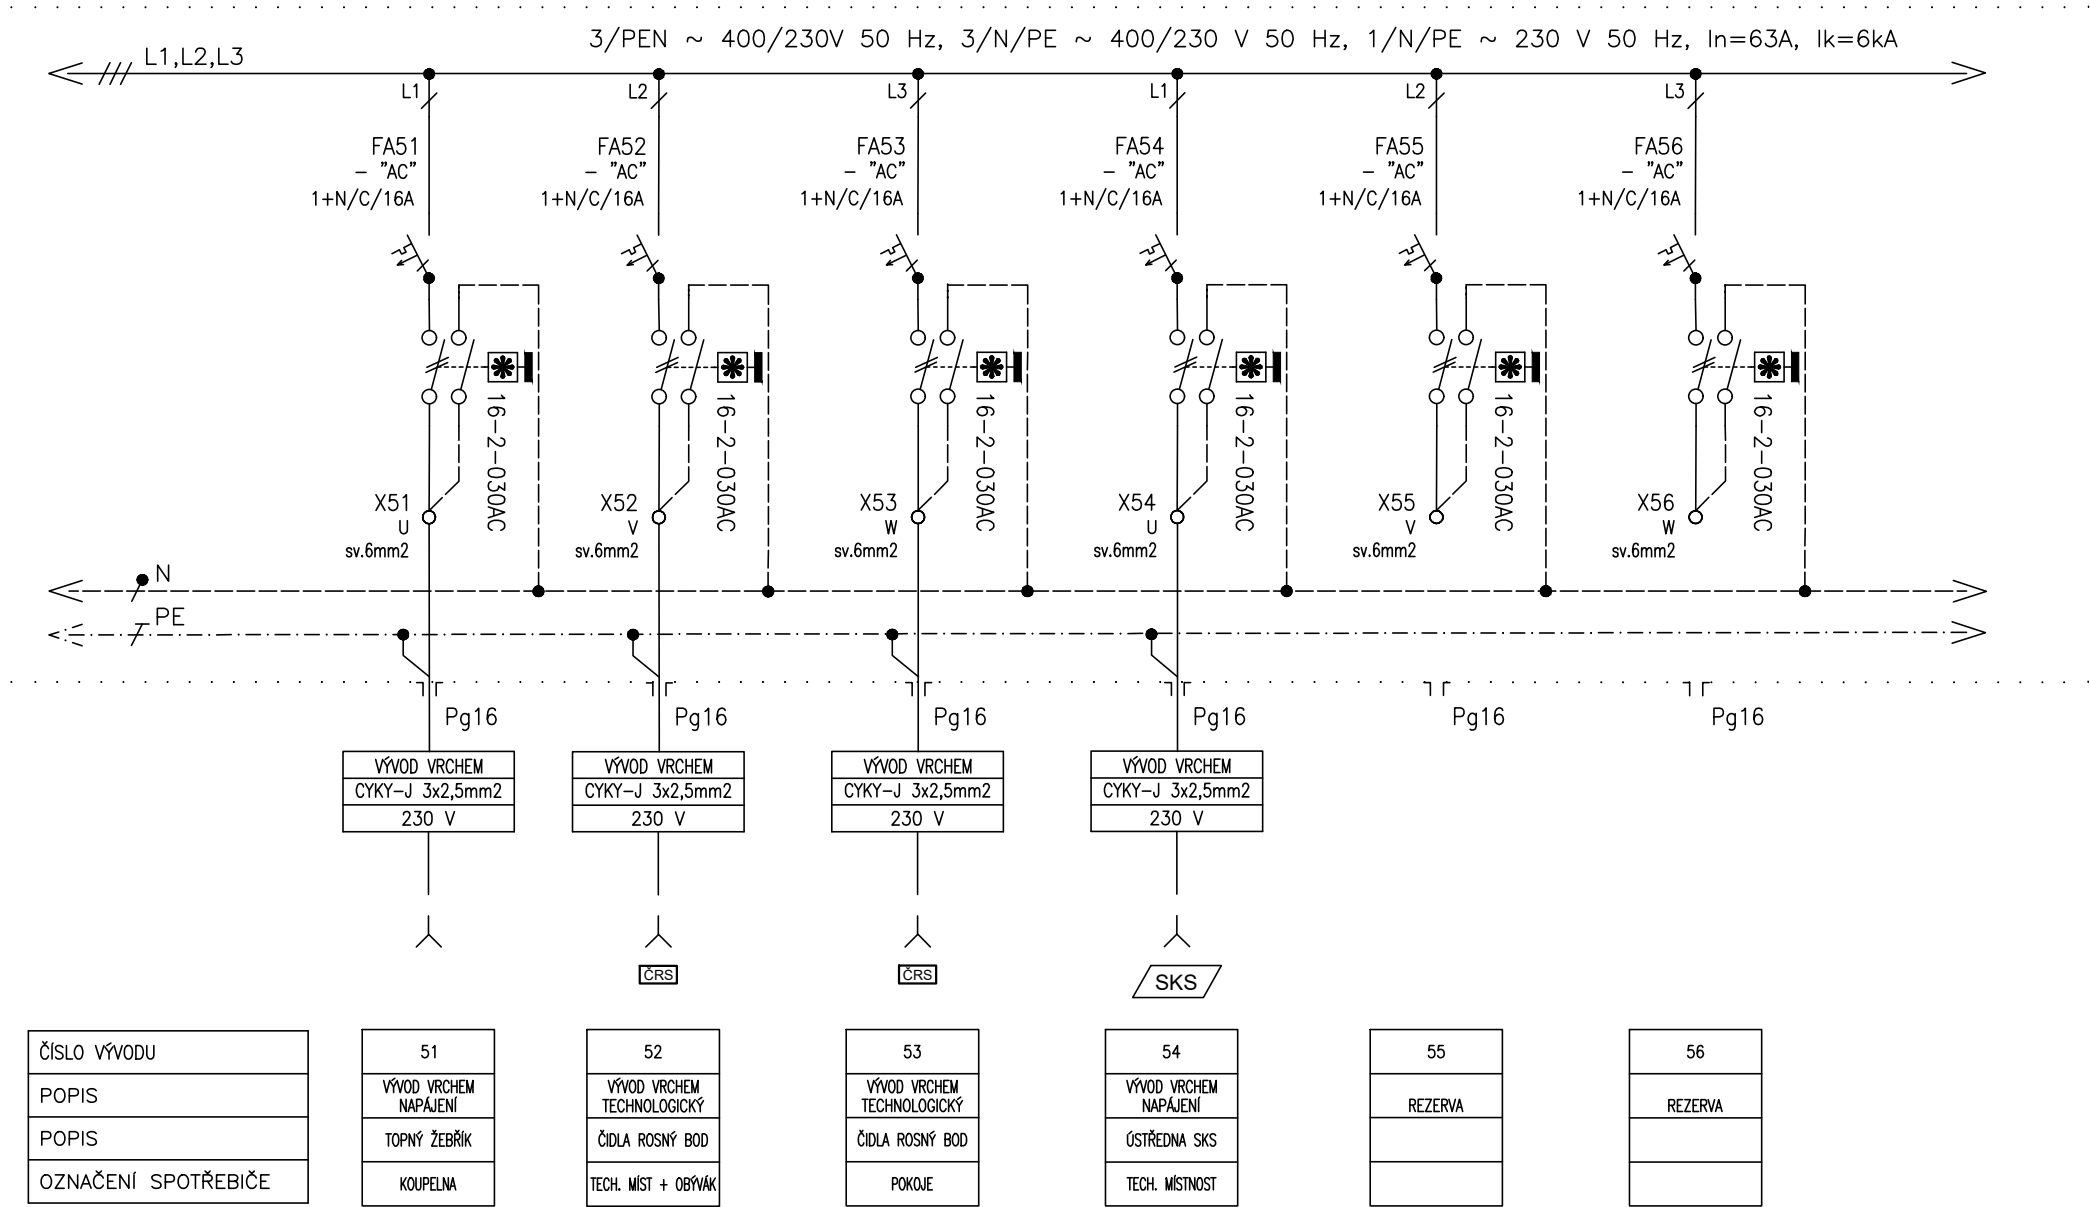 3/PEN ~ 400/230V 50 Hz, 3/N/PE ~ 400/230 V 50 Hz, 1/N/PE ~ 230 V 50 Hz, In=63A, Ik=6kA
L1,L2,L3
L1 L2 L3 L1 L2 L3
FA51 FA52 FA53 FA54 FA55 FA56
- "AC" - "AC" - "AC" - "AC" - "AC" - "AC"
1+N/C/16A 1+N/C/16A 1+N/C/16A 1+N/C/16A 1+N/C/16A 1+N/C/16A
16-2-030AC 16-2-030AC 16-2-030AC 16-2-030AC 16-2-030AC 16-2-030AC
X51 X52 X53 X54 X55 X56
U V W U V W
sv.6mm2 sv.6mm2 sv.6mm2 sv.6mm2 sv.6mm2 sv.6mm2
N
PE
Pg16 Pg16 Pg16 Pg16 Pg16 Pg16
VÝVOD VRCHEM VÝVOD VRCHEM VÝVOD VRCHEM VÝVOD VRCHEM
CYKY-J 3x2,5mm2 CYKY-J 3x2,5mm2 CYKY-J 3x2,5mm2 CYKY-J 3x2,5mm2
230 V 230 V 230 V 230 V
ČRS ČRS SKS
ČÍSLO VÝVODU 51 52 53 54 55 56
POPIS VÝVOD VRCHEM VÝVOD VRCHEM VÝVOD VRCHEM VÝVOD VRCHEM
NAPÁJENÍ TECHNOLOGICKÝ TECHNOLOGICKÝ NAPÁJENÍ REZERVA REZERVA
POPIS TOPNÝ ŽEBŘÍK ČIDLA ROSNÝ BOD ČIDLA ROSNÝ BOD ÚSTŘEDNA SKS
OZNAČENÍ SPOTŘEBIČE KOUPELNA TECH. MÍST + OBÝVÁK POKOJE TECH. MÍSTNOST